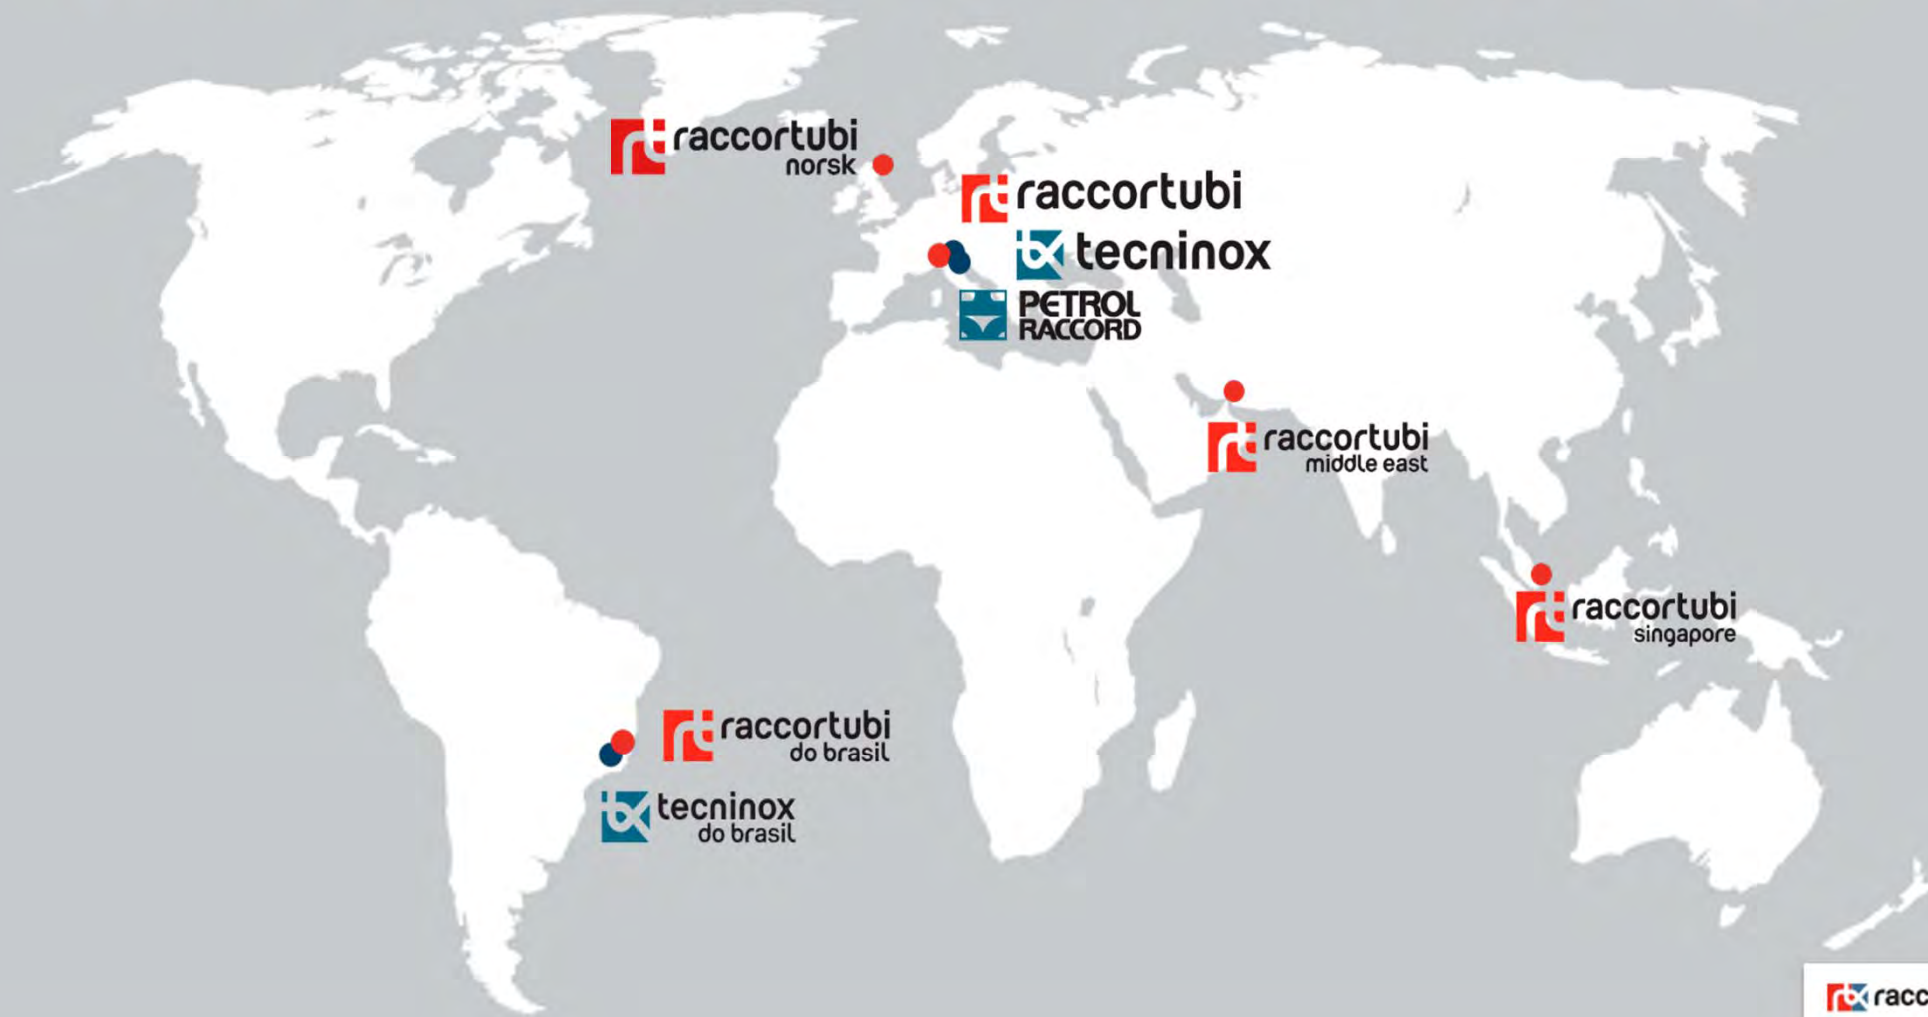 raccortubi
norsk
raccortubi
tecninox
PETROL
RACCORD
raccortubi
middle east
raccortubi
singapore
raccortubi
do brasil
tecninox
do brasil